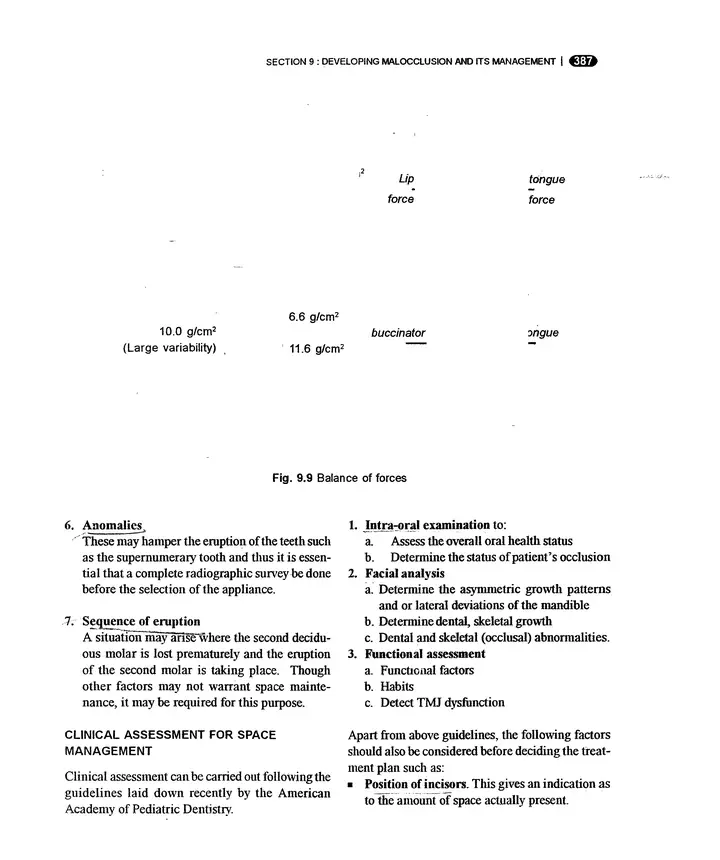 SECTION 9 : DEVELOPING MALOCCLUSION AND ITS MANAGEMENT | 387
Lip tongue
force force
6.6 g/cm²
10.0 g/cm² buccinator
(Large variability) 11.6 g/cm²
Fig. 9.9 Balance of forces
6. Anomalies
These may hamper the eruption of the teeth such
as the supernumerary tooth and thus it is essen-
tial that a complete radiographic survey be done
before the selection of the appliance.
7. Sequence of eruption
A situation may arise where the second decidu-
ous molar is lost prematurely and the eruption
of the second molar is taking place. Though
other factors may not warrant space mainte-
nance, it may be required for this purpose.
CLINICAL ASSESSMENT FOR SPACE
MANAGEMENT
Clinical assessment can be carried out following the
guidelines laid down recently by the American
Academy of Pediatric Dentistry.
1. Intra-oral examination to:
a. Assess the overall oral health status
b. Determine the status of patient's occlusion
2. Facial analysis
a. Determine the asymmetric growth patterns
and or lateral deviations of the mandible
b. Determine dental, skeletal growth
c. Dental and skeletal (occlusal) abnormalities.
3. Functional assessment
a. Functional factors
b. Habits
c. Detect TMJ dysfunction
Apart from above guidelines, the following factors
should also be considered before deciding the treat-
ment plan such as:
▪ Position of incisors. This gives an indication as
to the amount of space actually present.